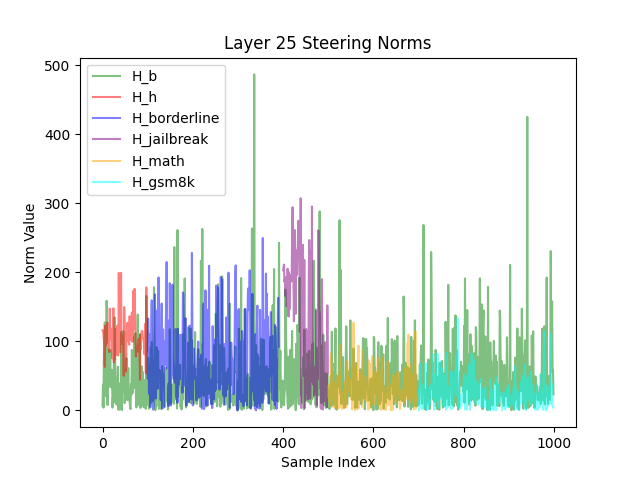 Layer 25 Steering Norms
500
400
300
200
100
0
Norm Value
H_b
H_h
H_borderline
H_jailbreak
H_math
H_gsm8k
0 200 400 600 800 1000
Sample Index